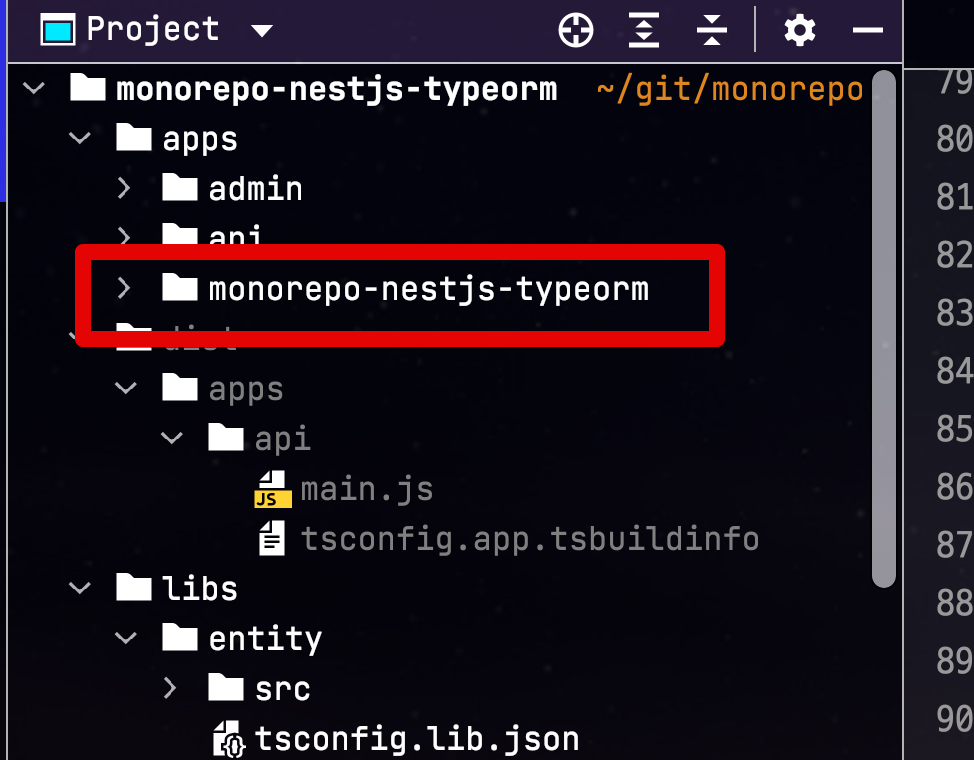 Project
monorepo-nestjs-typeorm ~/git/monorepo
apps
admin
api
monorepo-nestjs-typeorm
dist
apps
api
JS main.js
tsconfig.app.tsbuildinfo
libs
entity
src
tsconfig.lib.json
79
80
81
82
83
84
85
86
87
88
89
90